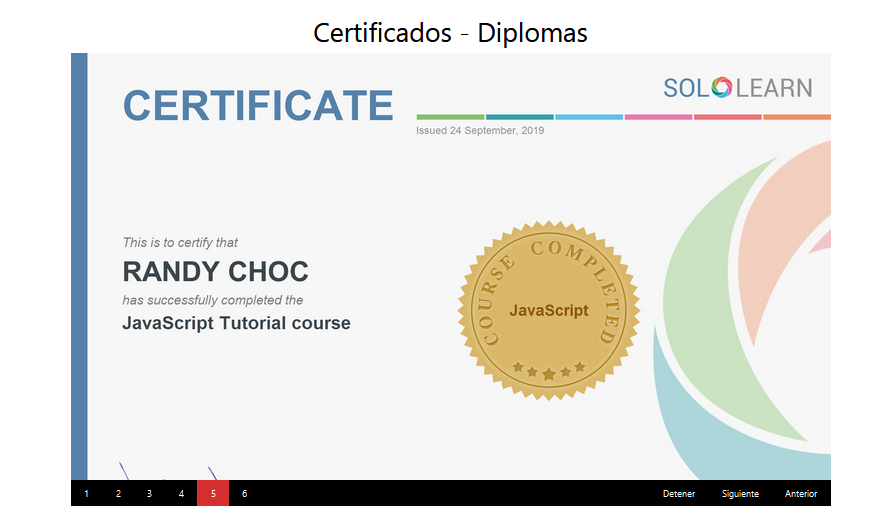 Certificados - Diplomas
CERTIFICATE
SOLOLEARN
Issued 24 September, 2019
This is to certify that
RANDY CHOC
has successfully completed the
JavaScript Tutorial course
COURSE COMPLETED
JavaScript
1 2 3 4 5 6 Detener Siguiente Anterior